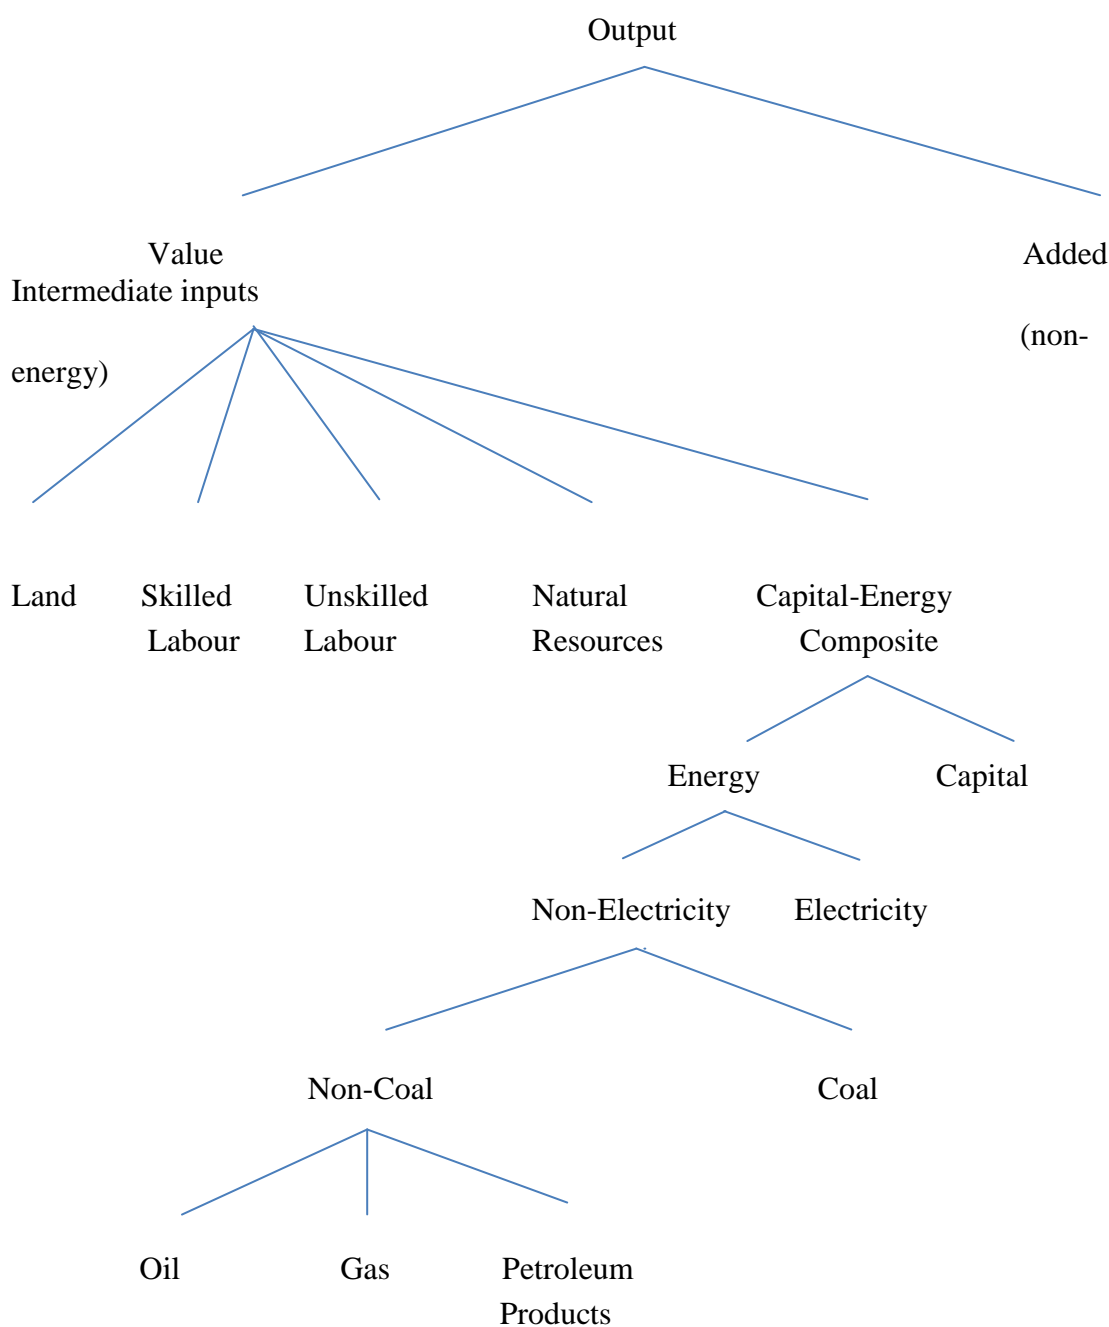 Output
Value Added
Intermediate inputs
(non-
energy)
Land Skilled Unskilled Natural Capital-Energy
Labour Labour Resources Composite
Energy Capital
Non-Electricity Electricity
Non-Coal Coal
Oil Gas Petroleum
Products